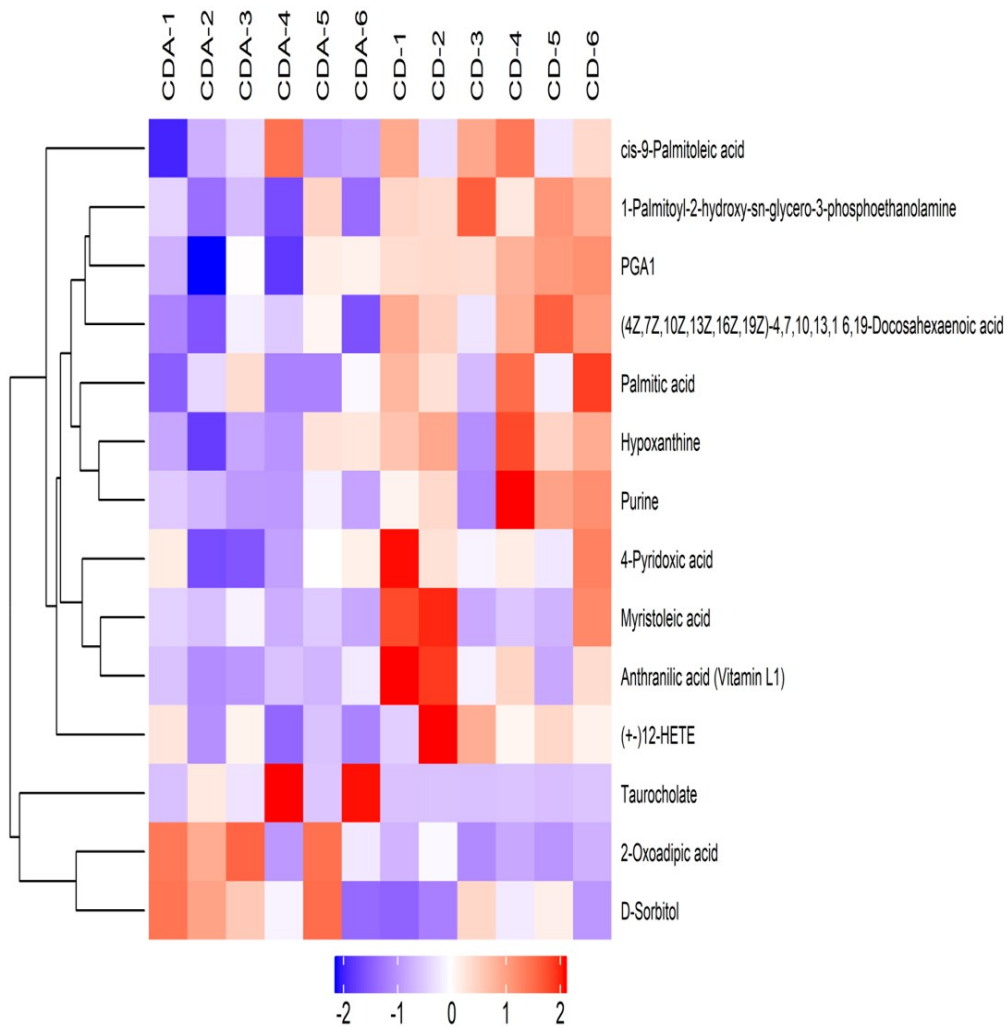 CDA-1
CDA-2
CDA-3
CDA-4
CDA-5
CDA-6
CD-1
CD-2
CD-3
CD-4
CD-5
CD-6
cis-9-Palmitoleic acid
1-Palmitoyl-2-hydroxy-sn-glycero-3-phosphoethanolamine
PGA1
(4Z,7Z,10Z,13Z,16Z,19Z)-4,7,10,13,1 6,19-Docosahexaenoic acid
Palmitic acid
Hypoxanthine
Purine
4-Pyridoxic acid
Myristoleic acid
Anthranilic acid (Vitamin L1)
(+-)12-HETE
Taurocholate
2-Oxoadipic acid
D-Sorbitol
-2 -1 0 1 2